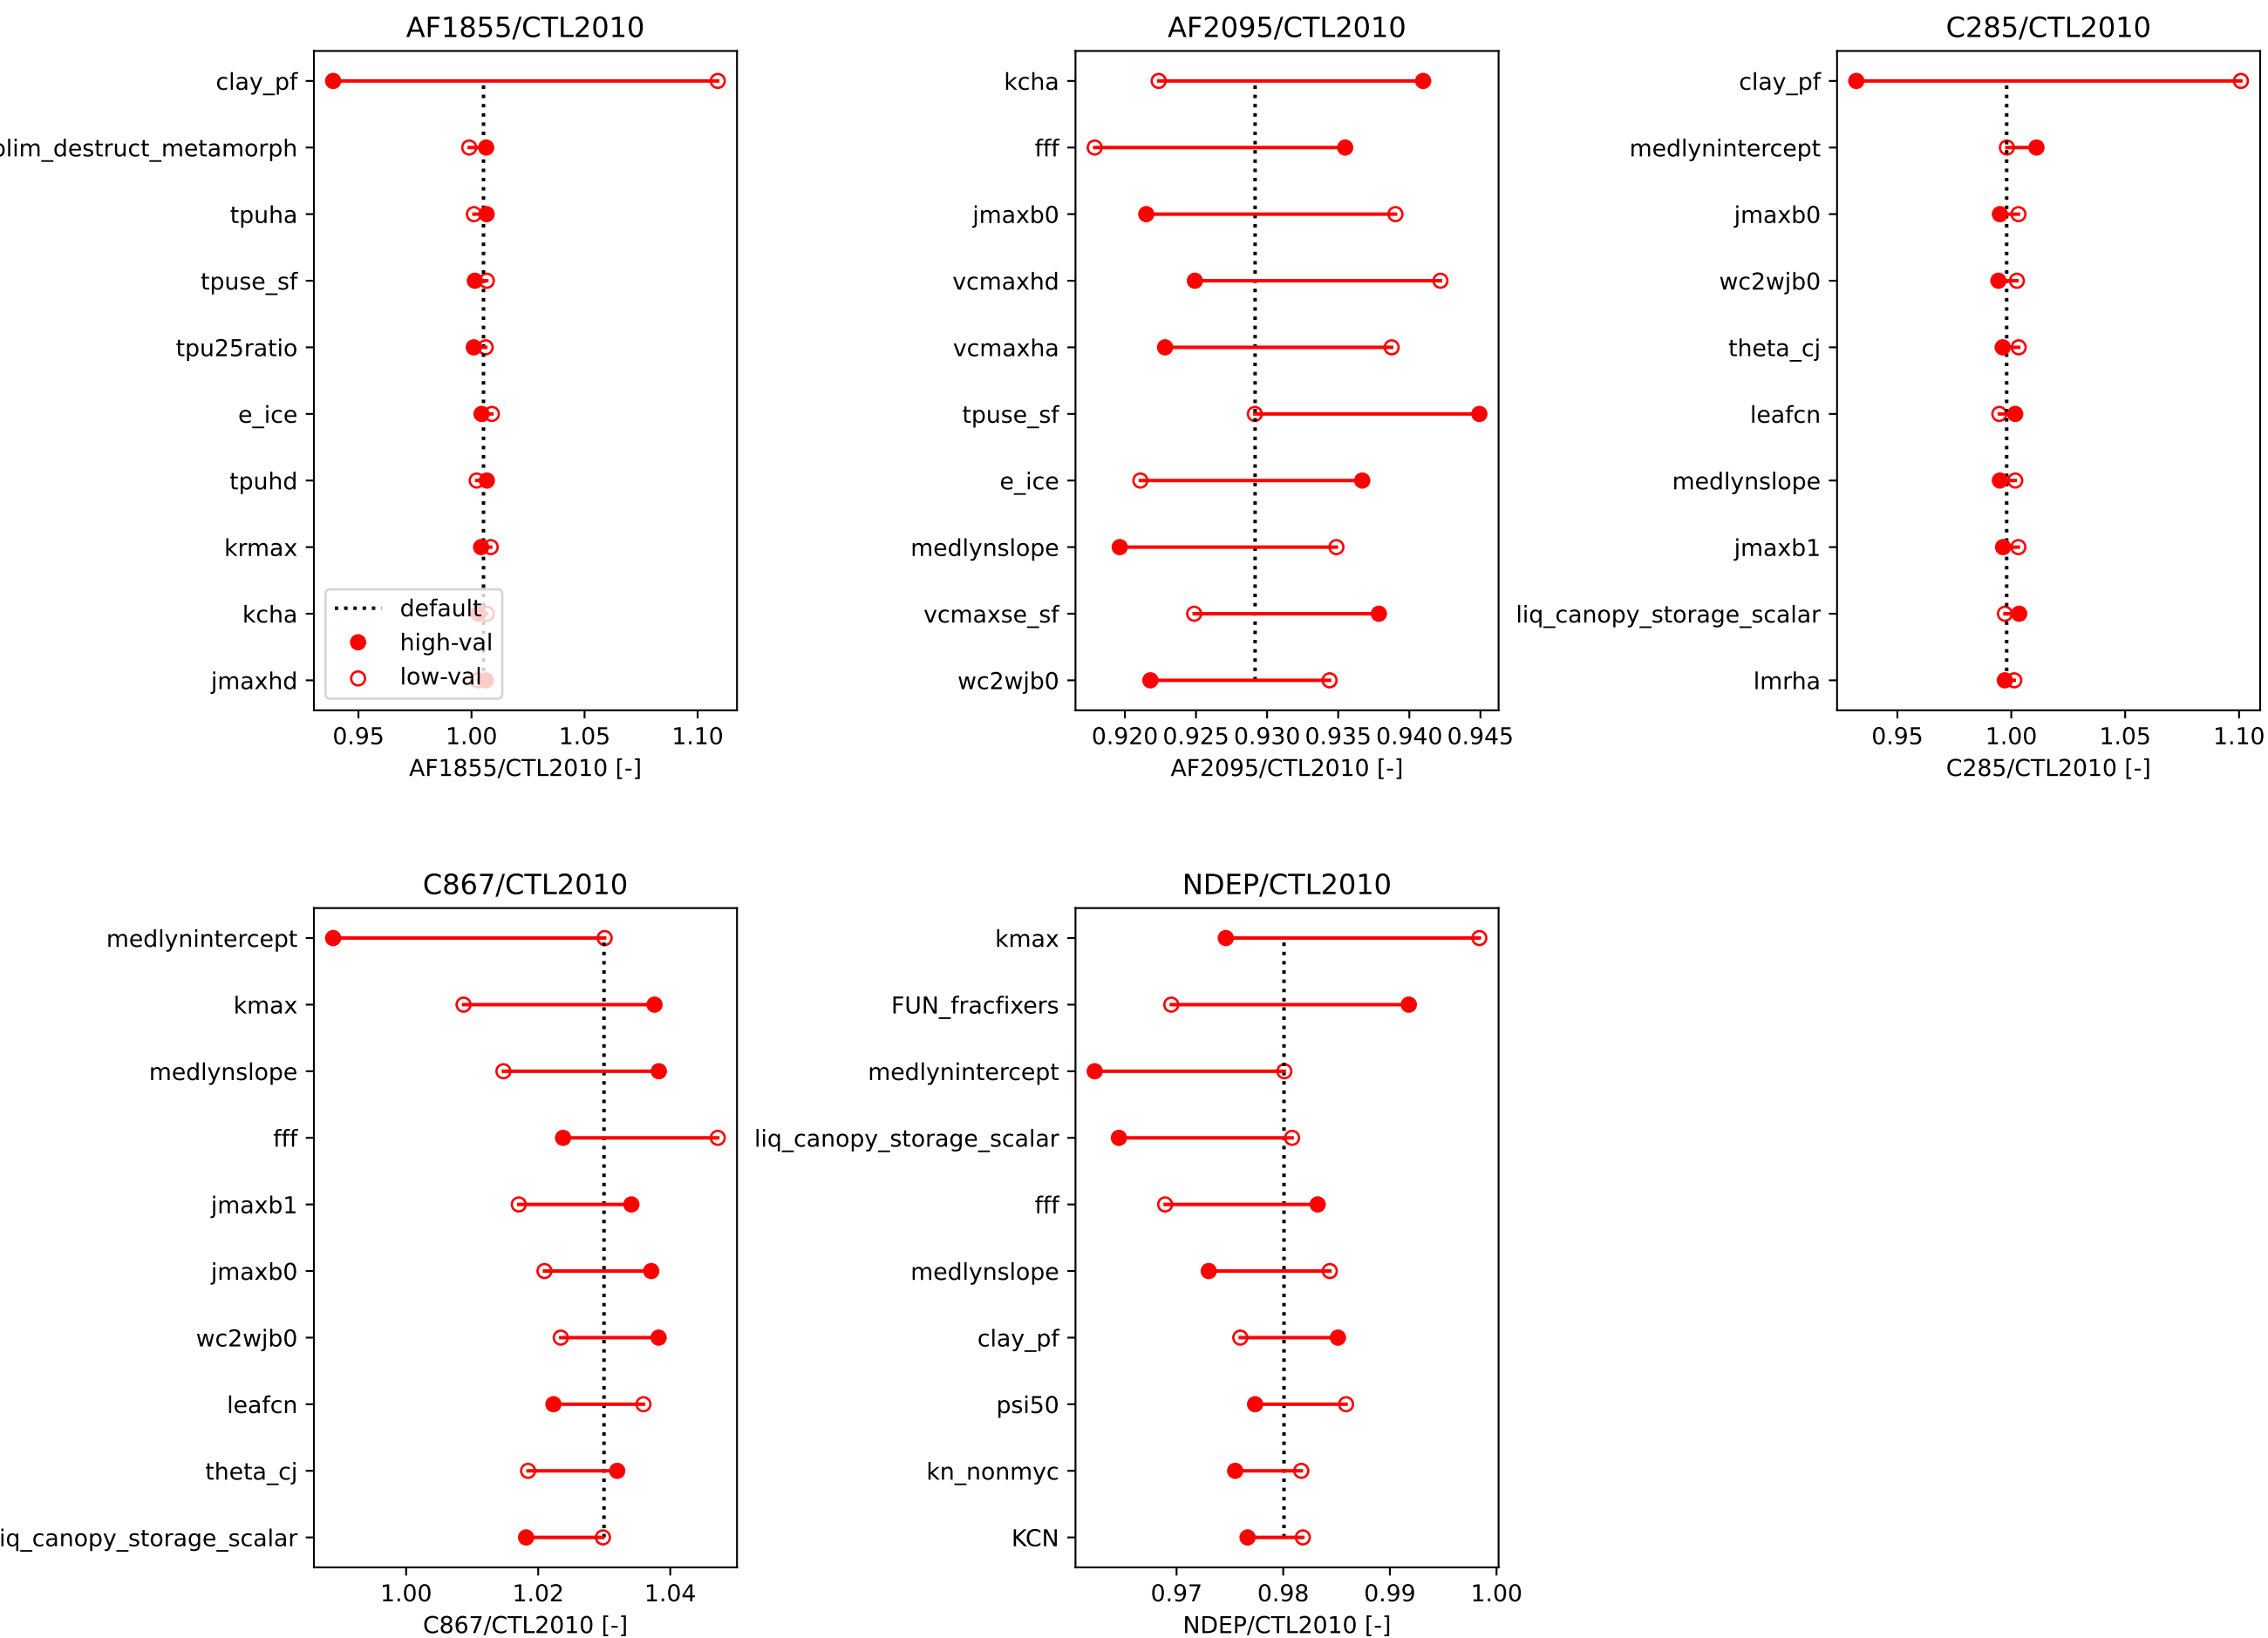 AF1855/CTL2010
clay_pf
lim_destruct_metamorph
tpuha
tpuse_sf
tpu25ratio
e_ice
tpuhd
krmax
kcha
jmaxhd
default
high-val
low-val
0.95 1.00 1.05 1.10
AF1855/CTL2010 [-]
AF2095/CTL2010
kcha
fff
jmaxb0
vcmaxhd
vcmaxha
tpuse_sf
e_ice
medlynslope
vcmaxse_sf
wc2wjb0
0.920 0.925 0.930 0.935 0.940 0.945
AF2095/CTL2010 [-]
C285/CTL2010
clay_pf
medlynintercept
jmaxb0
wc2wjb0
theta_cj
leafcn
medlynslope
jmaxb1
liq_canopy_storage_scalar
lmrha
0.95 1.00 1.05 1.10
C285/CTL2010 [-]
C867/CTL2010
medlynintercept
kmax
medlynslope
fff
jmaxb1
jmaxb0
wc2wjb0
leafcn
theta_cj
iq_canopy_storage_scalar
1.00 1.02 1.04
C867/CTL2010 [-]
NDEP/CTL2010
kmax
FUN_fracfixers
medlynintercept
liq_canopy_storage_scalar
fff
medlynslope
clay_pf
psi50
kn_nonmyc
KCN
0.97 0.98 0.99 1.00
NDEP/CTL2010 [-]